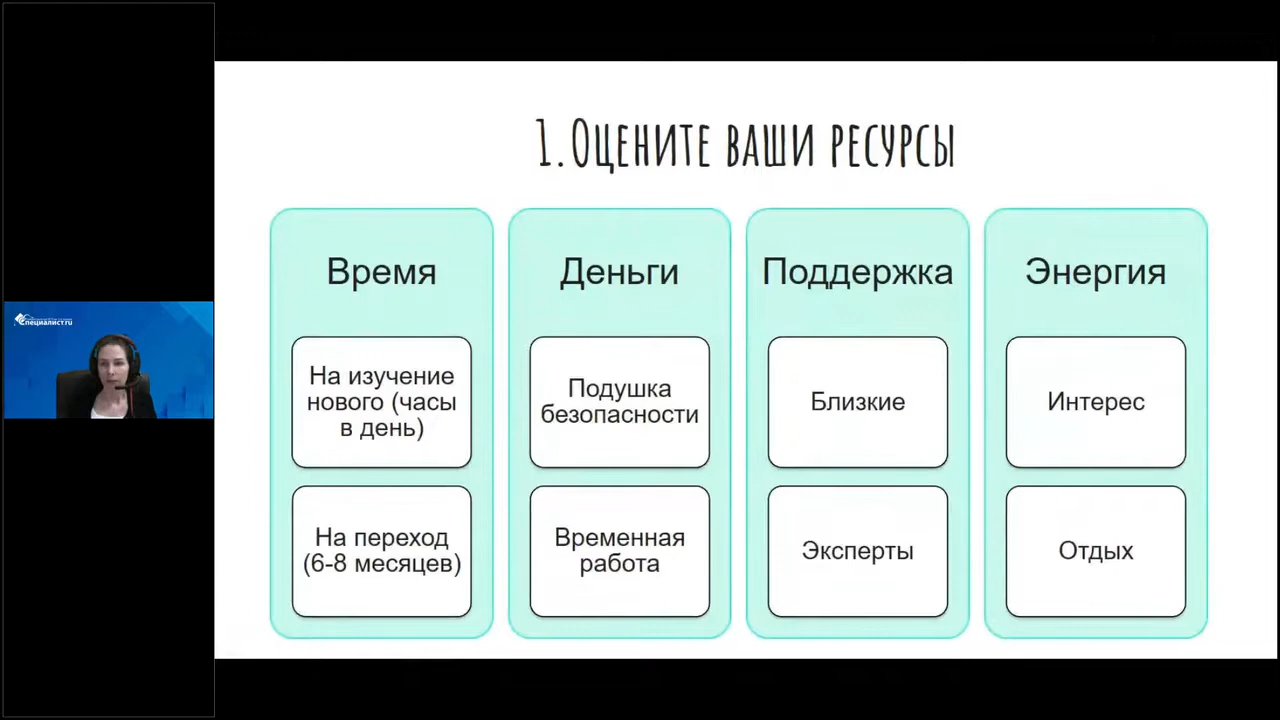 Специалист.ru
1. Оцените ваши ресурсы
Время
На изучение
нового (часы
в день)
На переход
(6-8 месяцев)
Деньги
Подушка
безопасности
Временная
работа
Поддержка
Близкие
Эксперты
Энергия
Интерес
Отдых